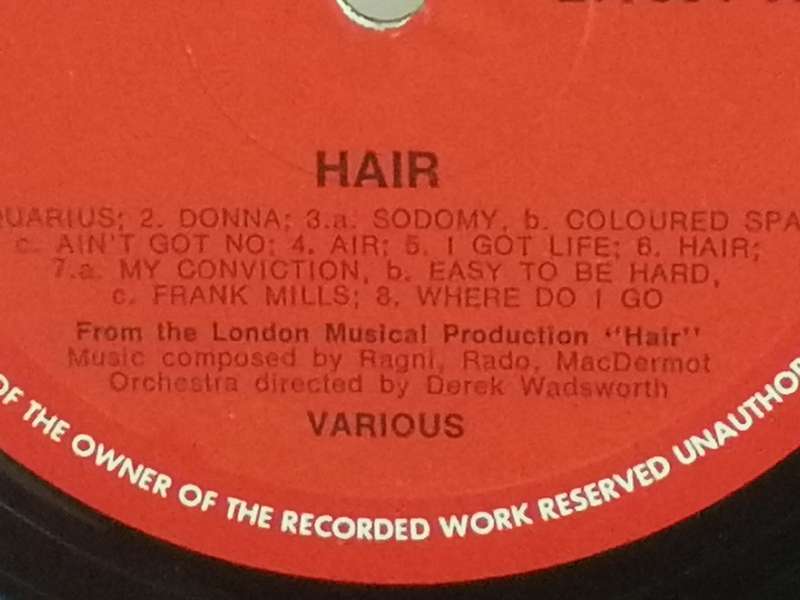 HAIR
QUARIUS; 2. DONNA; 3.a. SODOMY, b. COLOURED SPA
c. AIN'T GOT NO; 4. AIR; 5. I GOT LIFE; 6. HAIR;
7.a. MY CONVICTION, b. EASY TO BE HARD,
c. FRANK MILLS; 8. WHERE DO I GO
From the London Musical Production "Hair"
Music composed by Ragni, Rado, MacDermot
Orchestra directed by Derek Wadsworth
VARIOUS
OF THE OWNER OF THE RECORDED WORK RESERVED UNAUTHOR